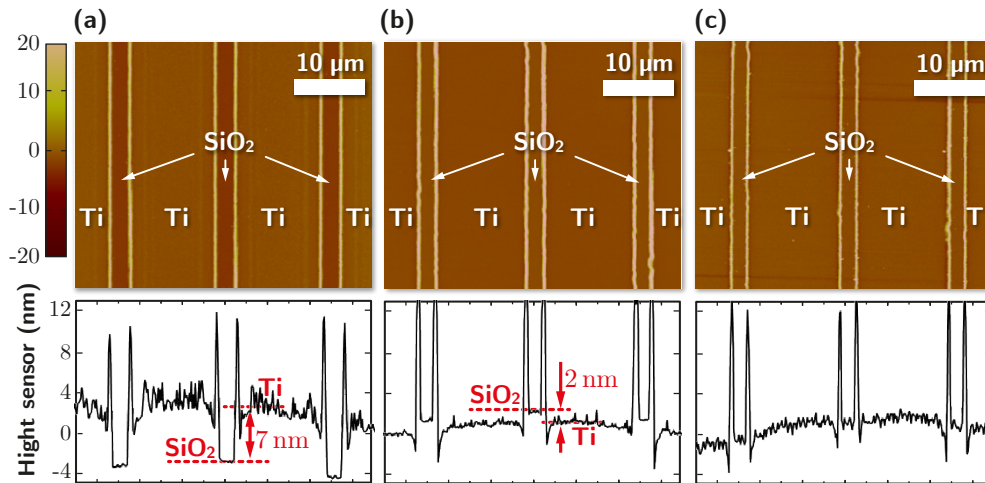 (a)
(b)
(c)
20
10
0
-10
-20
10 µm
SiO₂
Ti
Ti
Ti
Ti
10 µm
SiO₂
Ti
Ti
Ti
Ti
10 µm
SiO₂
Ti
Ti
Ti
T
Hight sensor (nm)
12
8
4
0
-4
Ti
SiO₂
7 nm
SiO₂
2 nm
Ti